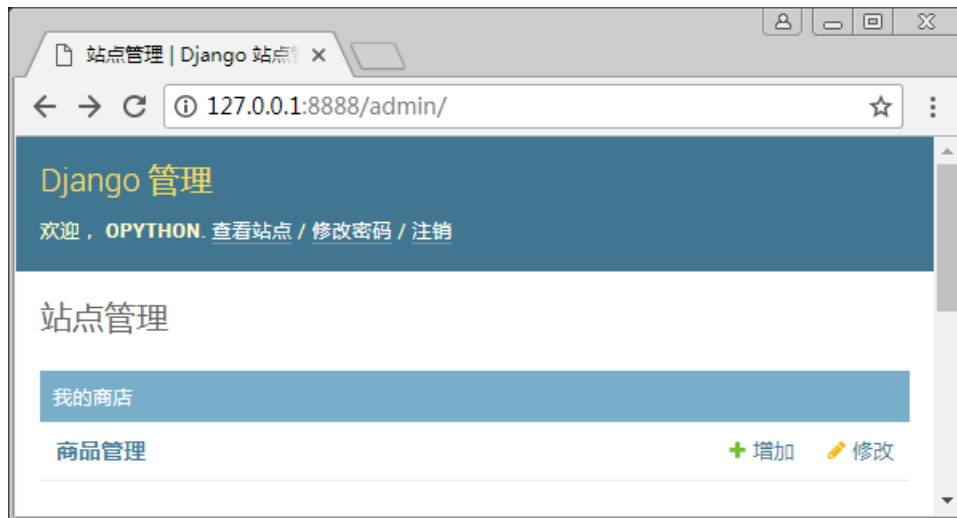 站点管理 | Django 站点
127.0.0.1:8888/admin/
Django 管理
欢迎， OPYTHON. 查看站点 / 修改密码 / 注销
站点管理
我的商店
商品管理 增加 修改